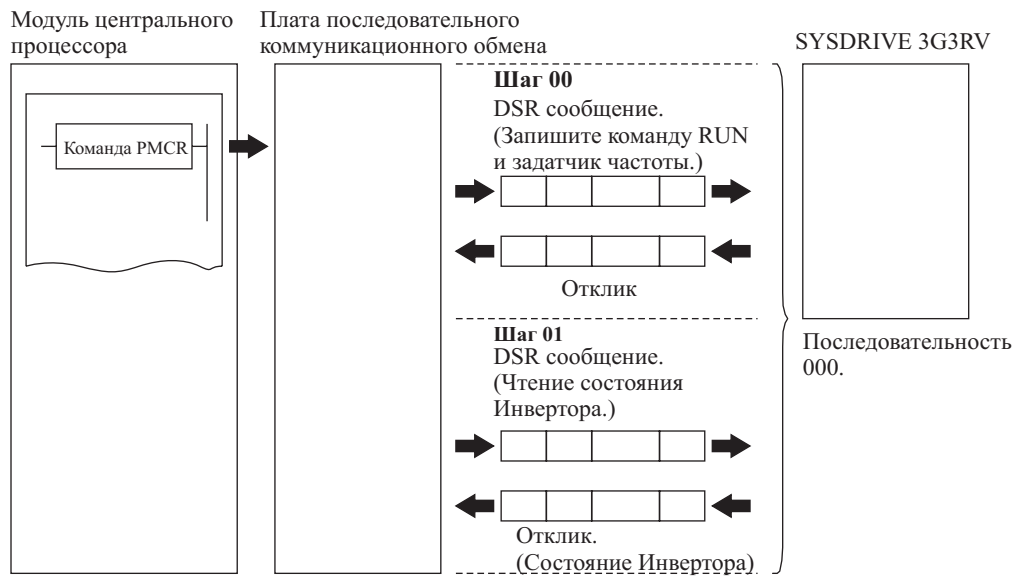 Модуль центрального
процессора
Плата последовательного
коммуникационного обмена
SYSDRIVE 3G3RV
Команда PMCR
Шаг 00
DSR сообщение.
(Запишите команду RUN
и задатчик частоты.)
Отклик
Шаг 01
DSR сообщение.
(Чтение состояния
Инвертора.)
Отклик.
(Состояние Инвертора)
Последовательность
000.